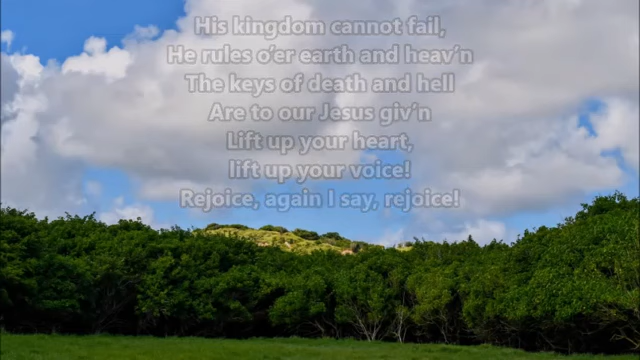 His kingdom cannot fail,
He rules o'er earth and heav'n
The keys of death and hell
Are to our Jesus giv'n
Lift up your heart,
lift up your voice!
Rejoice, again I say, rejoice!